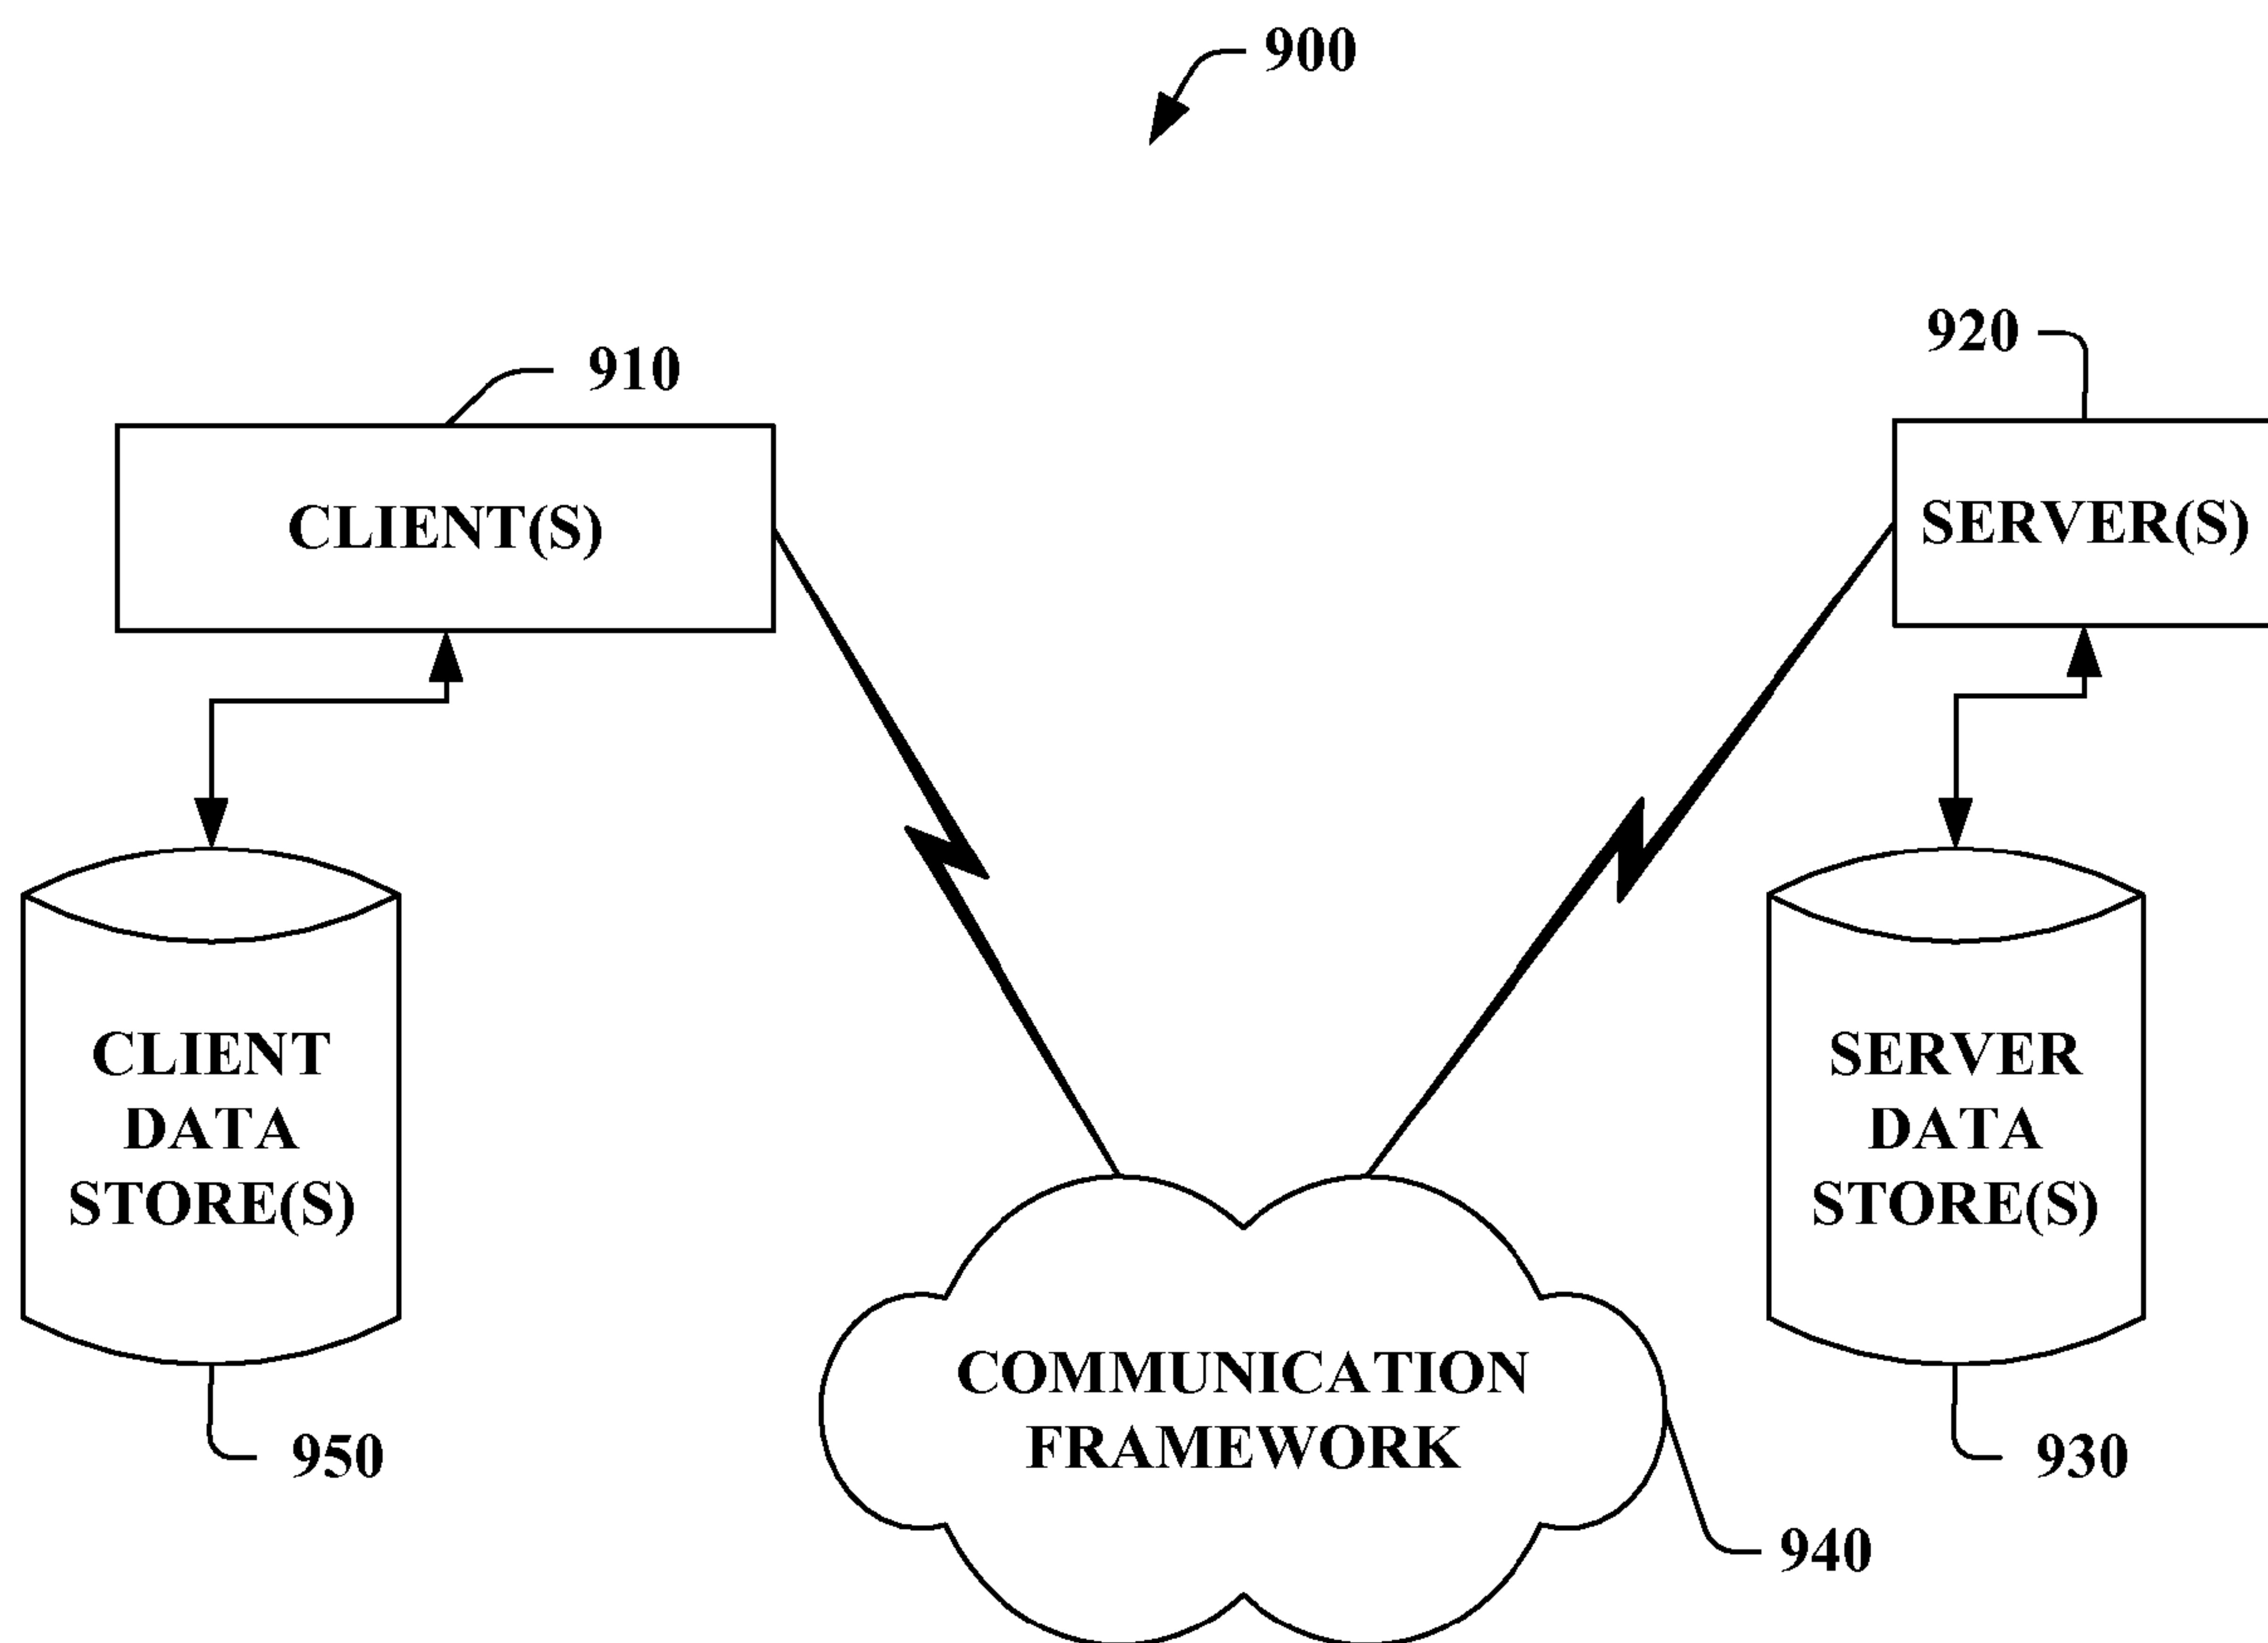 900
910
920
CLIENT(S)
SERVER(S)
CLIENT
DATA
STORE(S)
SERVER
DATA
STORE(S)
COMMUNICATION
FRAMEWORK
950
930
940